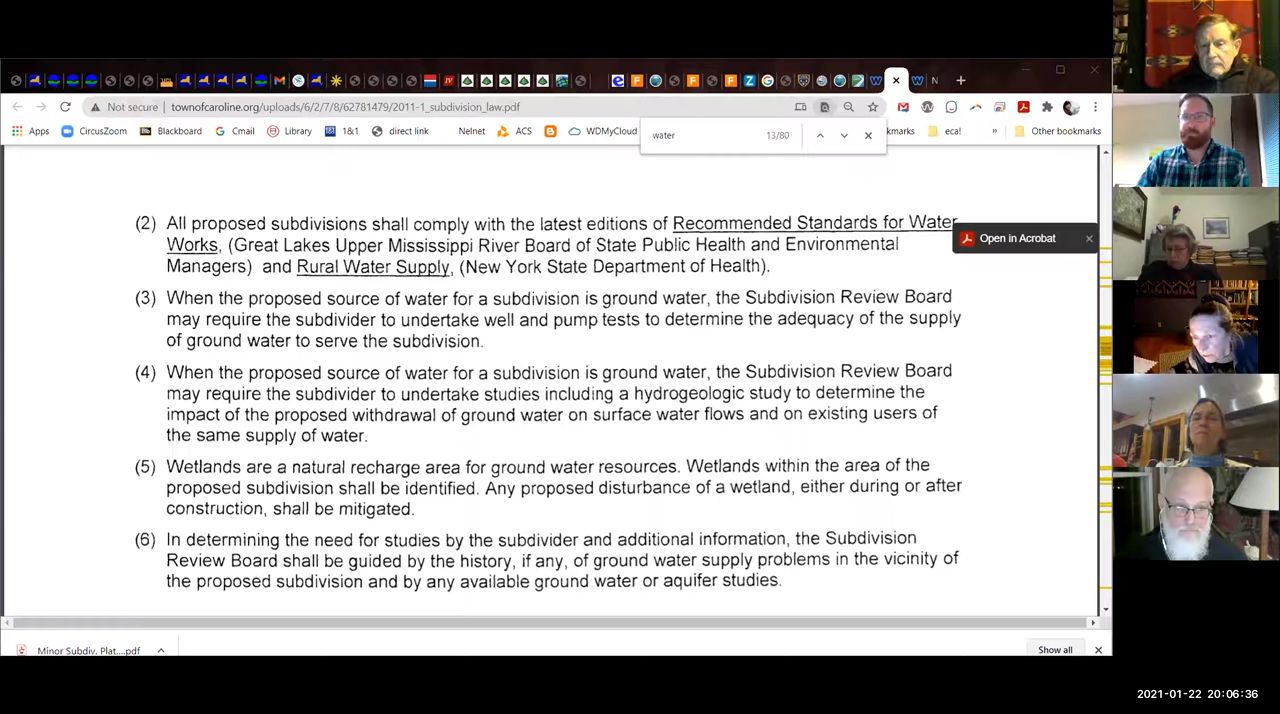 Not secure
townofcaroline.org/uploads/6/2/7/8/62781479/2011-1_subdivision_law.pdf
Apps
CircusZoom
Blackboard
Gmail
Library
1&1
direct link
Nelnet
ACS
WDMyCloud
kmarks
eca!
»
Other bookmarks
water 13/80
Open in Acrobat
(2) All proposed subdivisions shall comply with the latest editions of Recommended Standards for Water
Works, (Great Lakes Upper Mississippi River Board of State Public Health and Environmental
Managers) and Rural Water Supply, (New York State Department of Health).
(3) When the proposed source of water for a subdivision is ground water, the Subdivision Review Board
may require the subdivider to undertake well and pump tests to determine the adequacy of the supply
of ground water to serve the subdivision.
(4) When the proposed source of water for a subdivision is ground water, the Subdivision Review Board
may require the subdivider to undertake studies including a hydrogeologic study to determine the
impact of the proposed withdrawal of ground water on surface water flows and on existing users of
the same supply of water.
(5) Wetlands are a natural recharge area for ground water resources. Wetlands within the area of the
proposed subdivision shall be identified. Any proposed disturbance of a wetland, either during or after
construction, shall be mitigated.
(6) In determining the need for studies by the subdivider and additional information, the Subdivision
Review Board shall be guided by the history, if any, of ground water supply problems in the vicinity of
the proposed subdivision and by any available ground water or aquifer studies.
Minor Subdiv. Plat....pdf
Show all
2021-01-22 20:06:36